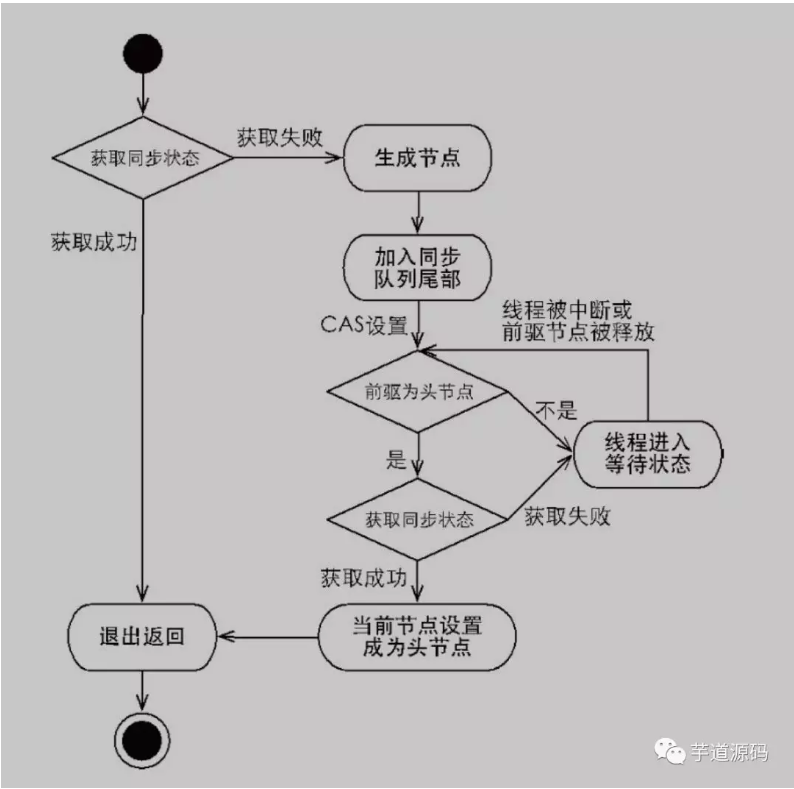 获取同步状态
获取失败
生成节点
获取成功
加入同步
队列尾部
CAS设置
线程被中断或
前驱节点被释放
前驱为头节点
不是
线程进入
等待状态
是
获取同步状态
获取失败
获取成功
退出返回
当前节点设置
成为头节点
芋道源码